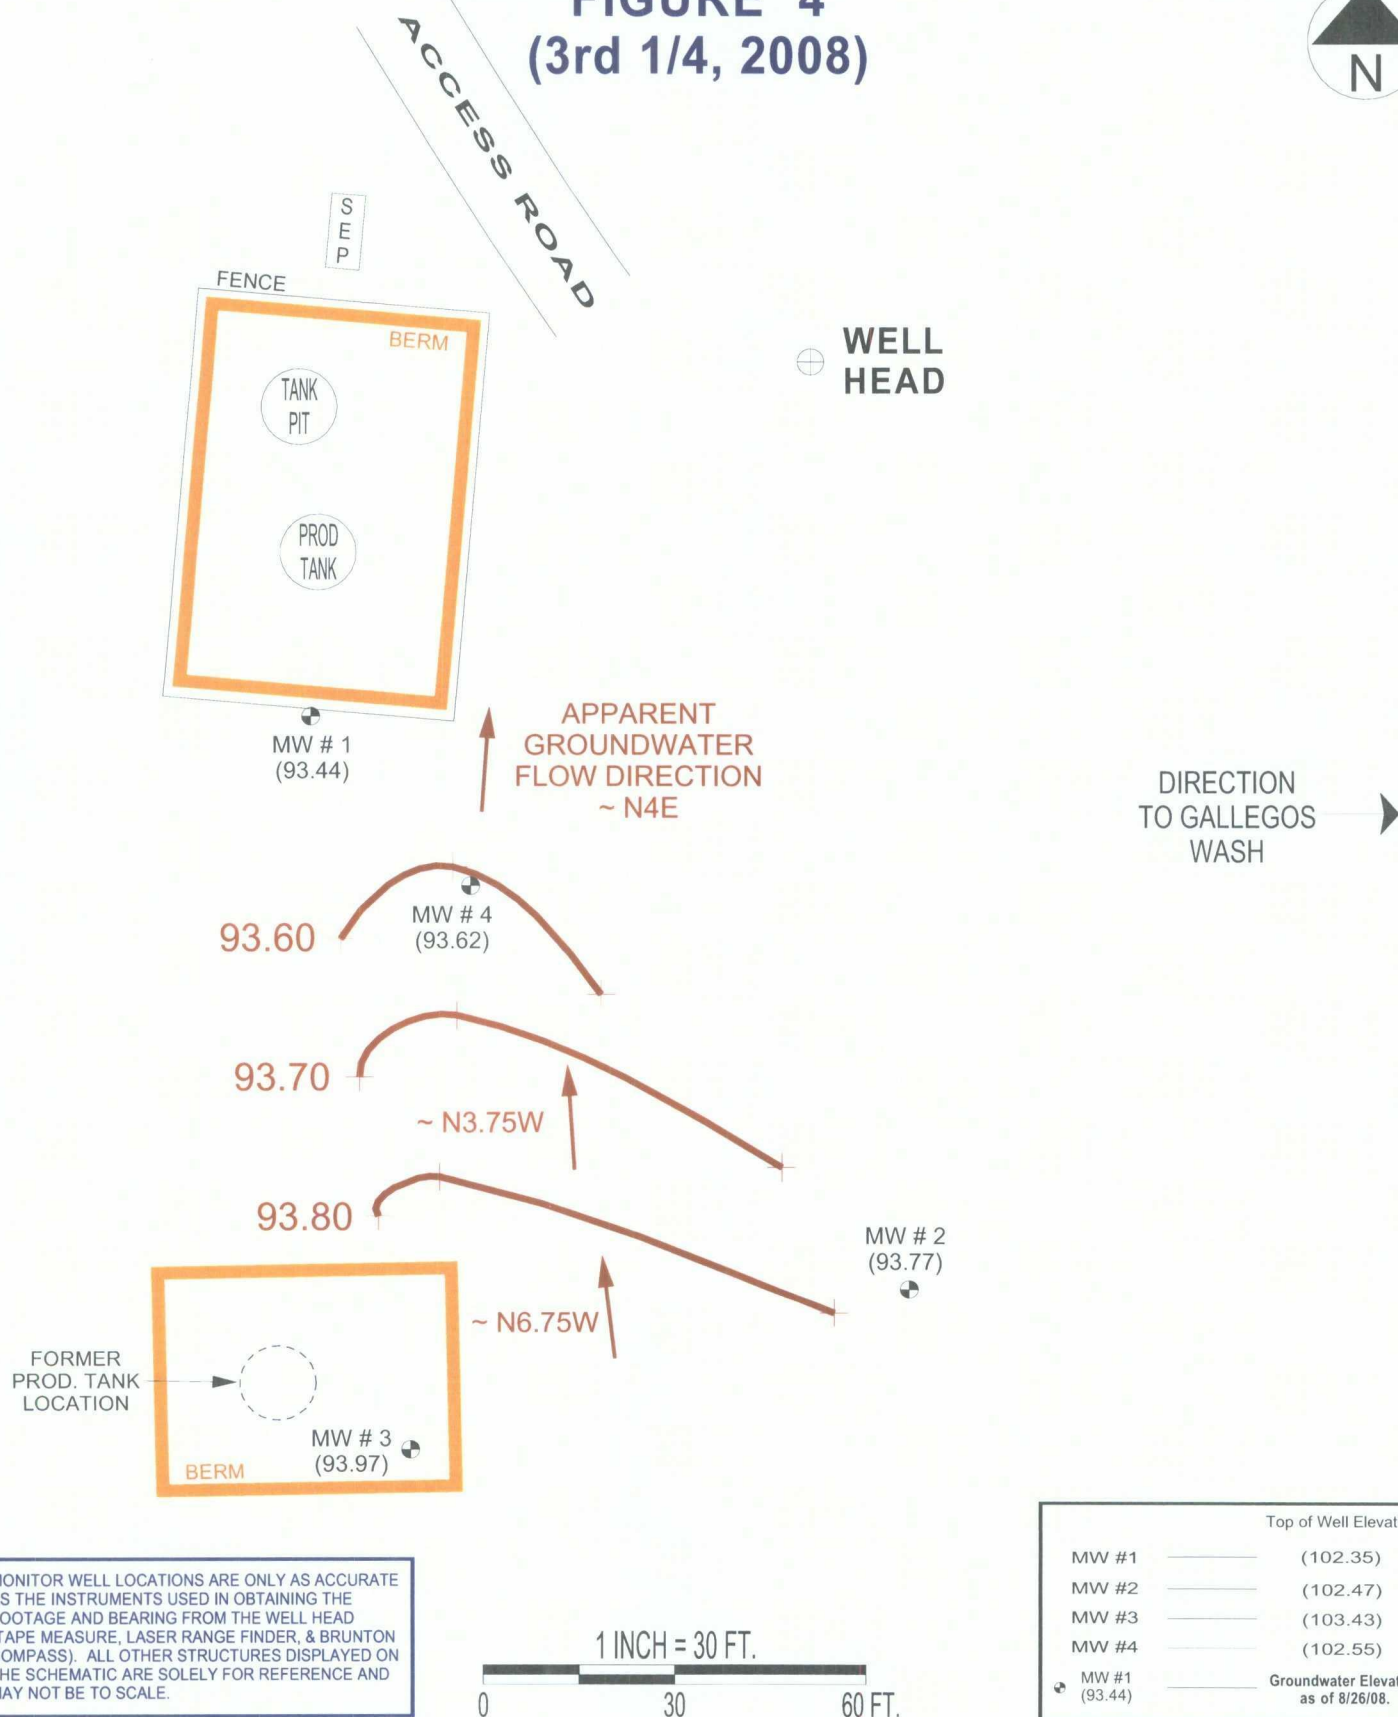 FIGURE 4
(3rd 1/4, 2008)
N
ACCESS ROAD
S
E
P
FENCE
BERM
WELL
HEAD
TANK
PIT
PROD
TANK
MW # 1
(93.44)
APPARENT
GROUNDWATER
FLOW DIRECTION
~ N4E
DIRECTION
TO GALLEGOS
WASH
93.60
MW # 4
(93.62)
93.70
~ N3.75W
93.80
MW # 2
(93.77)
~ N6.75W
FORMER
PROD. TANK
LOCATION
MW # 3
(93.97)
BERM
ONITOR WELL LOCATIONS ARE ONLY AS ACCURATE
S THE INSTRUMENTS USED IN OBTAINING THE
OOTAGE AND BEARING FROM THE WELL HEAD
TAPE MEASURE, LASER RANGE FINDER, & BRUNTON
OMPASS). ALL OTHER STRUCTURES DISPLAYED ON
HE SCHEMATIC ARE SOLELY FOR REFERENCE AND
MAY NOT BE TO SCALE.
1 INCH = 30 FT.
0 30 60 FT.
Top of Well Elevat
MW #1 (102.35)
MW #2 (102.47)
MW #3 (103.43)
MW #4 (102.55)
MW #1
(93.44)
Groundwater Elevat
as of 8/26/08.